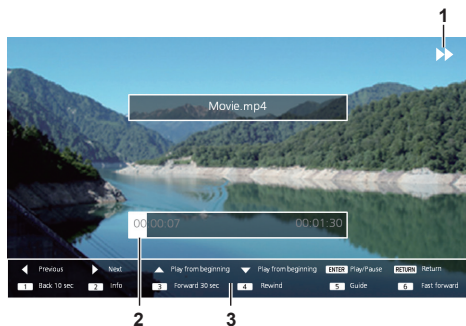 1
Movie.mp4
00:00:07 00:01:30
Previous Next Play from beginning Play from beginning ENTER Play/Pause RETURN Return
1 Back 10 sec 2 Info 3 Forward 30 sec 4 Rewind 5 Guide 6 Fast forward
2 3